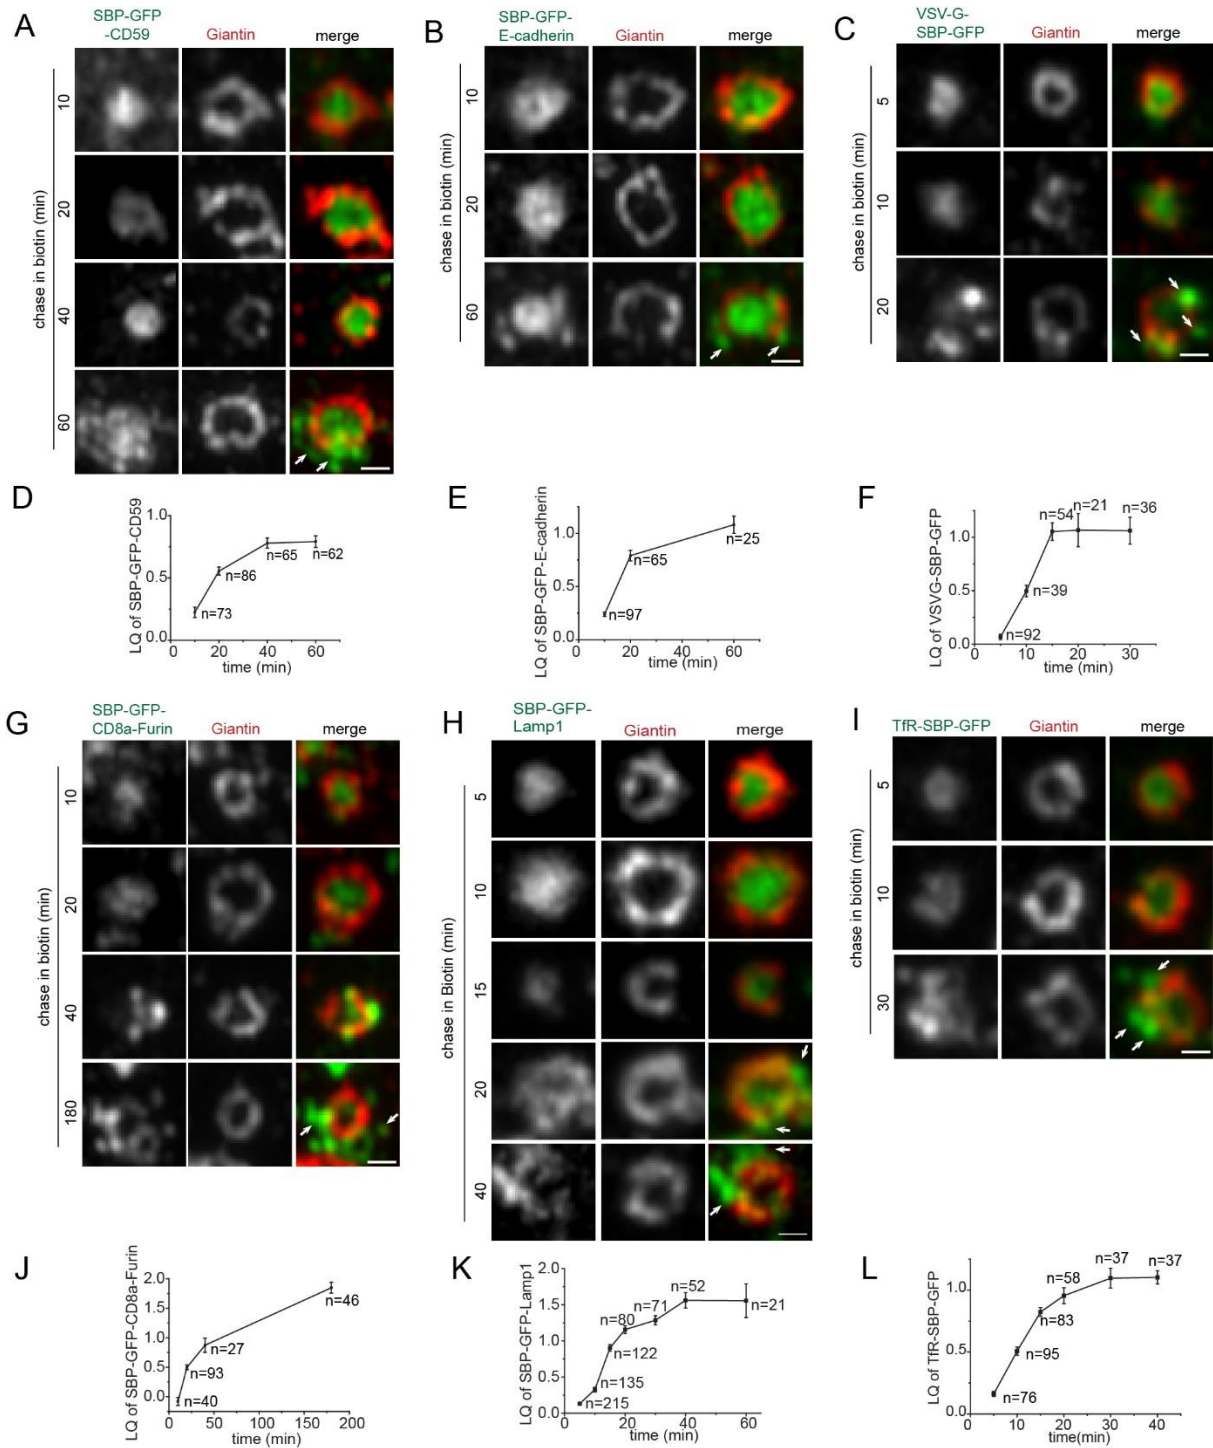 A
SBP-GFP
-CD59
Giantin
merge
chase in biotin (min)
10
20
40
60
B
SBP-GFP-
E-cadherin
Giantin
merge
chase in biotin (min)
10
20
60
C
VSV-G-
SBP-GFP
Giantin
merge
chase in biotin (min)
5
10
20
D
LQ of SBP-GFP-CD59
1.0
0.5
0.0
n=73
n=86
n=65
n=62
0 20 40 60
time (min)
E
LQ of SBP-GFP-E-cadherin
1.0
0.5
0.0
n=97
n=65
n=25
0 20 40 60
time (min)
F
LQ of VSVG-SBP-GFP
1.0
0.5
0.0
n=92
n=39
n=54
n=21
n=36
0 10 20 30
time (min)
G
SBP-GFP-
CD8a-Furin
Giantin
merge
chase in biotin (min)
10
20
40
180
H
SBP-GFP-
Lamp1
Giantin
merge
chase in Biotin (min)
5
10
15
20
40
I
TfR-SBP-GFP
Giantin
merge
chase in biotin (min)
5
10
30
J
LQ of SBP-GFP-CD8a-Furin
2.0
1.5
1.0
0.5
0.0
n=40
n=93
n=27
n=46
0 50 100 150 200
time (min)
K
LQ of SBP-GFP-Lamp1
2.0
1.5
1.0
0.5
0.0
n=215
n=135
n=122
n=80
n=71
n=52
n=21
0 20 40 60
time (min)
L
LQ of TfR-SBP-GFP
1.0
0.5
0.0
n=76
n=95
n=83
n=58
n=37
n=37
0 10 20 30 40
time(min)